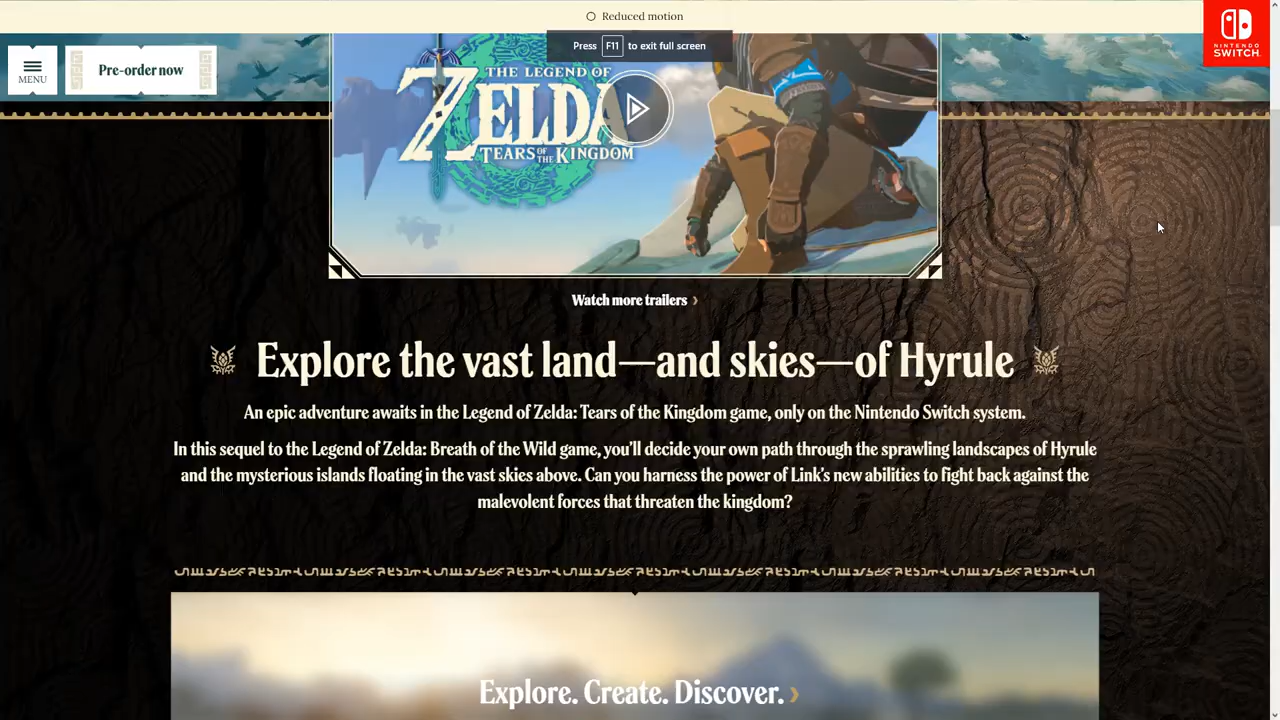 Reduced motion
Press F11 to exit full screen
NINTENDO
SWITCH
MENU
Pre-order now
THE LEGEND OF
ZELDA
TEARS OF THE KINGDOM
Watch more trailers ›
Explore the vast land—and skies—of Hyrule
An epic adventure awaits in the Legend of Zelda: Tears of the Kingdom game, only on the Nintendo Switch system.
In this sequel to the Legend of Zelda: Breath of the Wild game, you’ll decide your own path through the sprawling landscapes of Hyrule
and the mysterious islands floating in the vast skies above. Can you harness the power of Link’s new abilities to fight back against the
malevolent forces that threaten the kingdom?
Explore. Create. Discover. ›